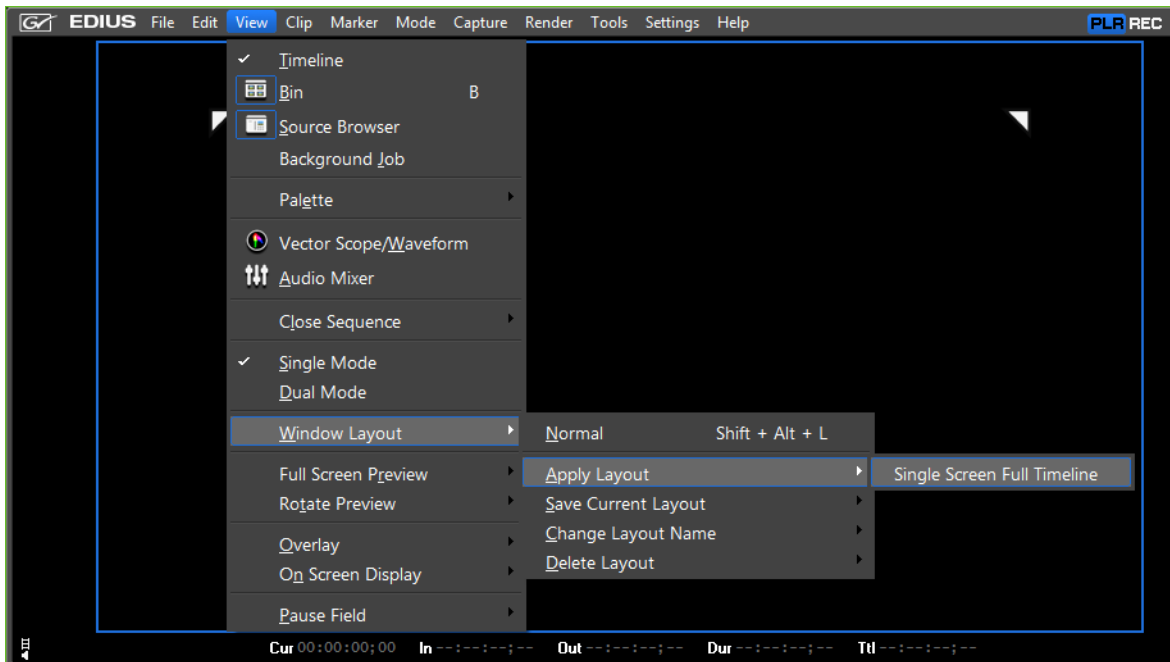 GV EDIUS File Edit View Clip Marker Mode Capture Render Tools Settings Help PLR REC
Timeline
Bin B
Source Browser
Background Job
Palette
Vector Scope/Waveform
Audio Mixer
Close Sequence
Single Mode
Dual Mode
Window Layout
Normal Shift + Alt + L
Full Screen Preview
Apply Layout
Single Screen Full Timeline
Rotate Preview
Save Current Layout
Overlay
Change Layout Name
On Screen Display
Delete Layout
Pause Field
Cur 00:00:00;00 In --:--:--;-- Out --:--:--;-- Dur --:--:--;-- Ttl --:--:--;--